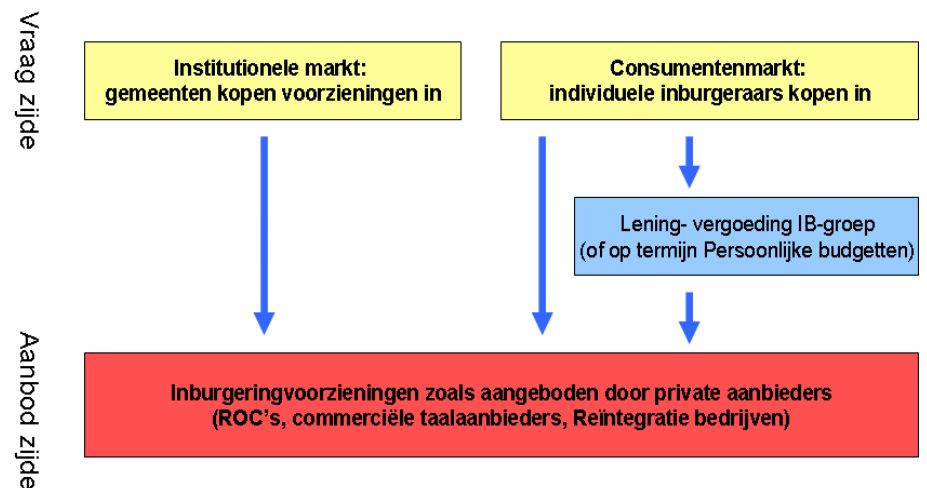 Vraag zijde
Institutionele markt:
gemeenten kopen voorzieningen in
Consumentenmarkt:
individuele inburgeraars kopen in
Lening- vergoeding IB-groep
(of op termijn Persoonlijke budgetten)
Aanbod zijde
Inburgeringvoorzieningen zoals aangeboden door private aanbieders
(ROC's, commerciële taalaanbieders, Reïntegratie bedrijven)